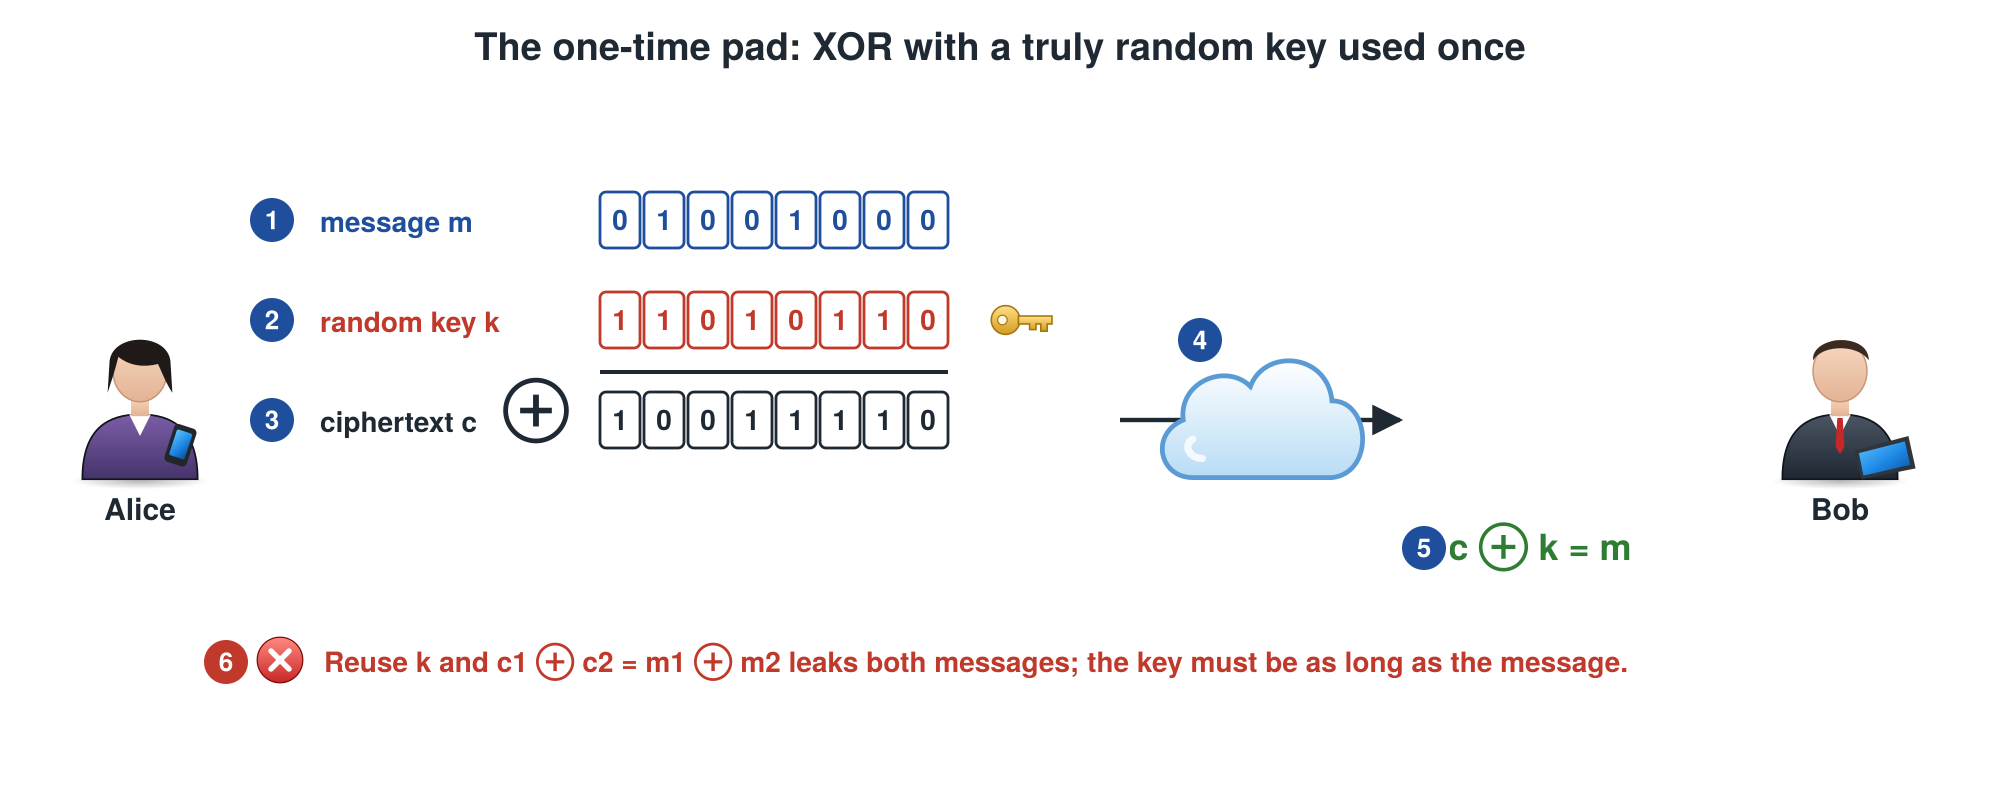 The one-time pad: XOR with a truly random key used once
1 message m 0 1 0 0 1 0 0 0
2 random key k 1 1 0 1 0 1 1 0
4
3 ciphertext c ⊕ 1 0 0 1 1 1 1 0
Alice
Bob
5 c ⊕ k = m
6 Reuse k and c1 ⊕ c2 = m1 ⊕ m2 leaks both messages; the key must be as long as the message.